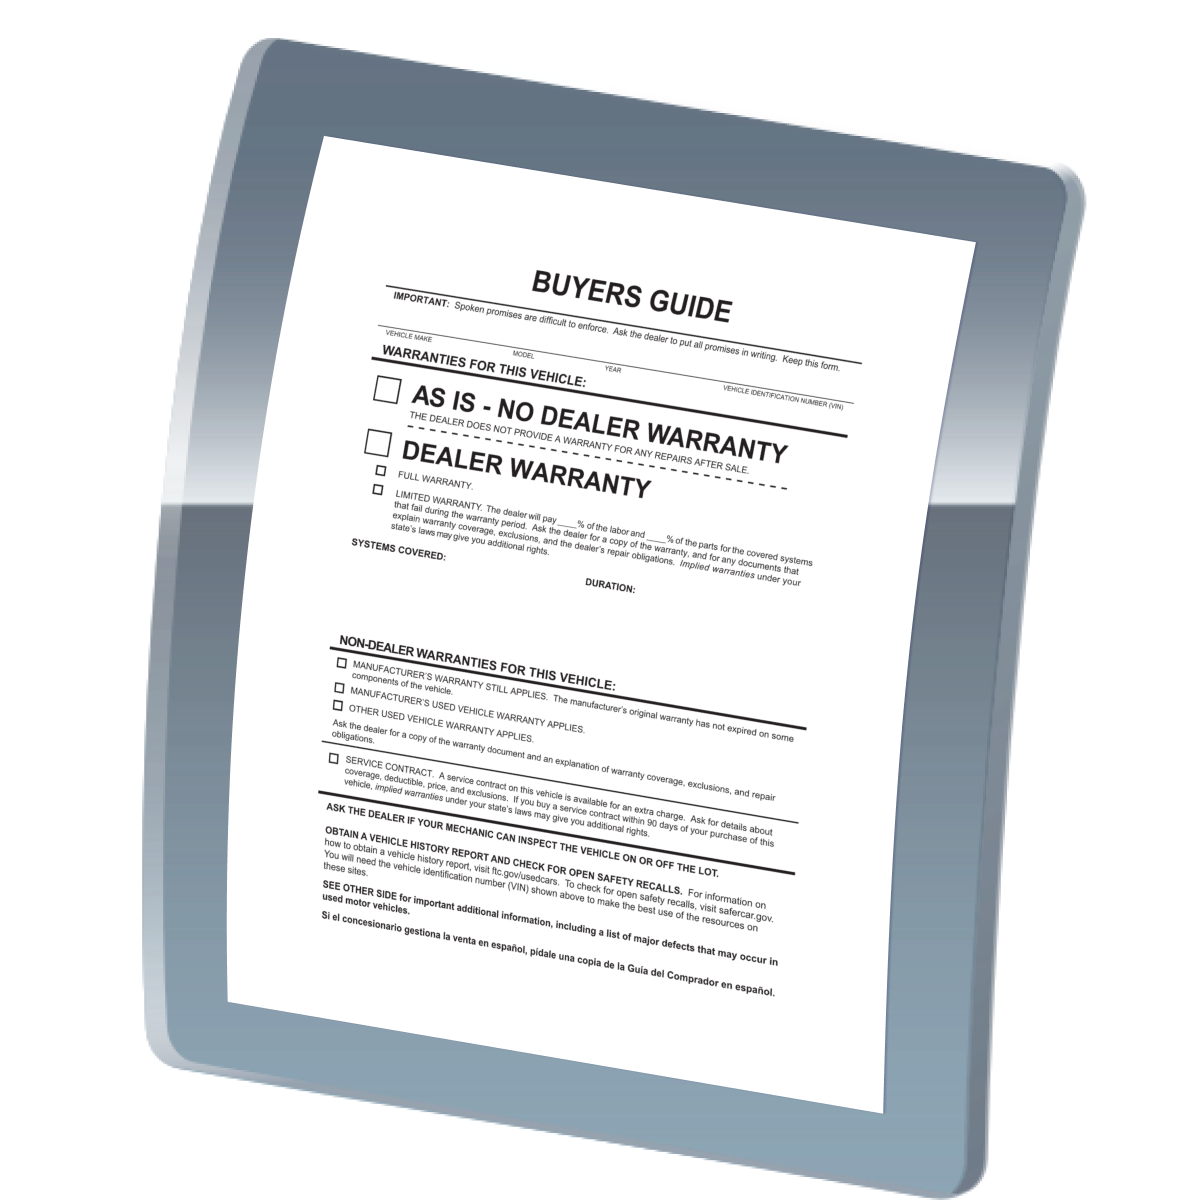 BUYERS GUIDE
IMPORTANT: Spoken promises are difficult to enforce. Ask the dealer to put all promises in writing. Keep this form.
VEHICLE MAKE MODEL YEAR VEHICLE IDENTIFICATION NUMBER (VIN)
WARRANTIES FOR THIS VEHICLE:
AS IS - NO DEALER WARRANTY
THE DEALER DOES NOT PROVIDE A WARRANTY FOR ANY REPAIRS AFTER SALE.
DEALER WARRANTY
FULL WARRANTY.
LIMITED WARRANTY. The dealer will pay ____% of the labor and ____% of the parts for the covered systems
that fail during the warranty period. Ask the dealer for a copy of the warranty, and for any documents that
explain warranty coverage, exclusions, and the dealer's repair obligations. Implied warranties under your
state's laws may give you additional rights.
SYSTEMS COVERED: DURATION:
NON-DEALER WARRANTIES FOR THIS VEHICLE:
MANUFACTURER'S WARRANTY STILL APPLIES. The manufacturer's original warranty has not expired on some
components of the vehicle.
MANUFACTURER'S USED VEHICLE WARRANTY APPLIES.
OTHER USED VEHICLE WARRANTY APPLIES.
Ask the dealer for a copy of the warranty document and an explanation of warranty coverage, exclusions, and repair
obligations.
SERVICE CONTRACT. A service contract on this vehicle is available for an extra charge. Ask for details about
coverage, deductible, price, and exclusions. If you buy a service contract within 90 days of your purchase of this
vehicle, implied warranties under your state's laws may give you additional rights.
ASK THE DEALER IF YOUR MECHANIC CAN INSPECT THE VEHICLE ON OR OFF THE LOT.
OBTAIN A VEHICLE HISTORY REPORT AND CHECK FOR OPEN SAFETY RECALLS. For information on
how to obtain a vehicle history report, visit ftc.gov/usedcars. To check for open safety recalls, visit safercar.gov.
You will need the vehicle identification number (VIN) shown above to make the best use of the resources on
these sites.
SEE OTHER SIDE for important additional information, including a list of major defects that may occur in
used motor vehicles.
Si el concesionario gestiona la venta en español, pídale una copia de la Guía del Comprador en español.